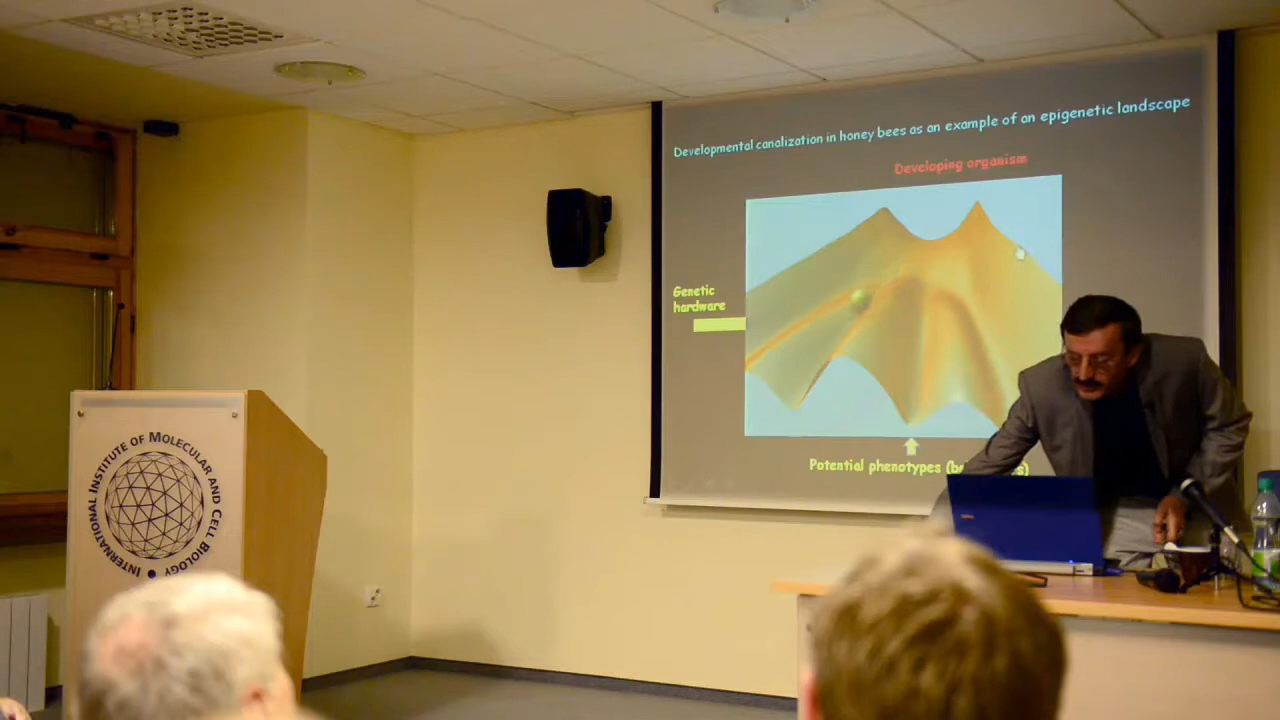 Developmental canalization in honey bees as an example of an epigenetic landscape
Developing organism
Genetic
hardware
Potential phenotypes
INTERNATIONAL INSTITUTE OF MOLECULAR AND CELL BIOLOGY